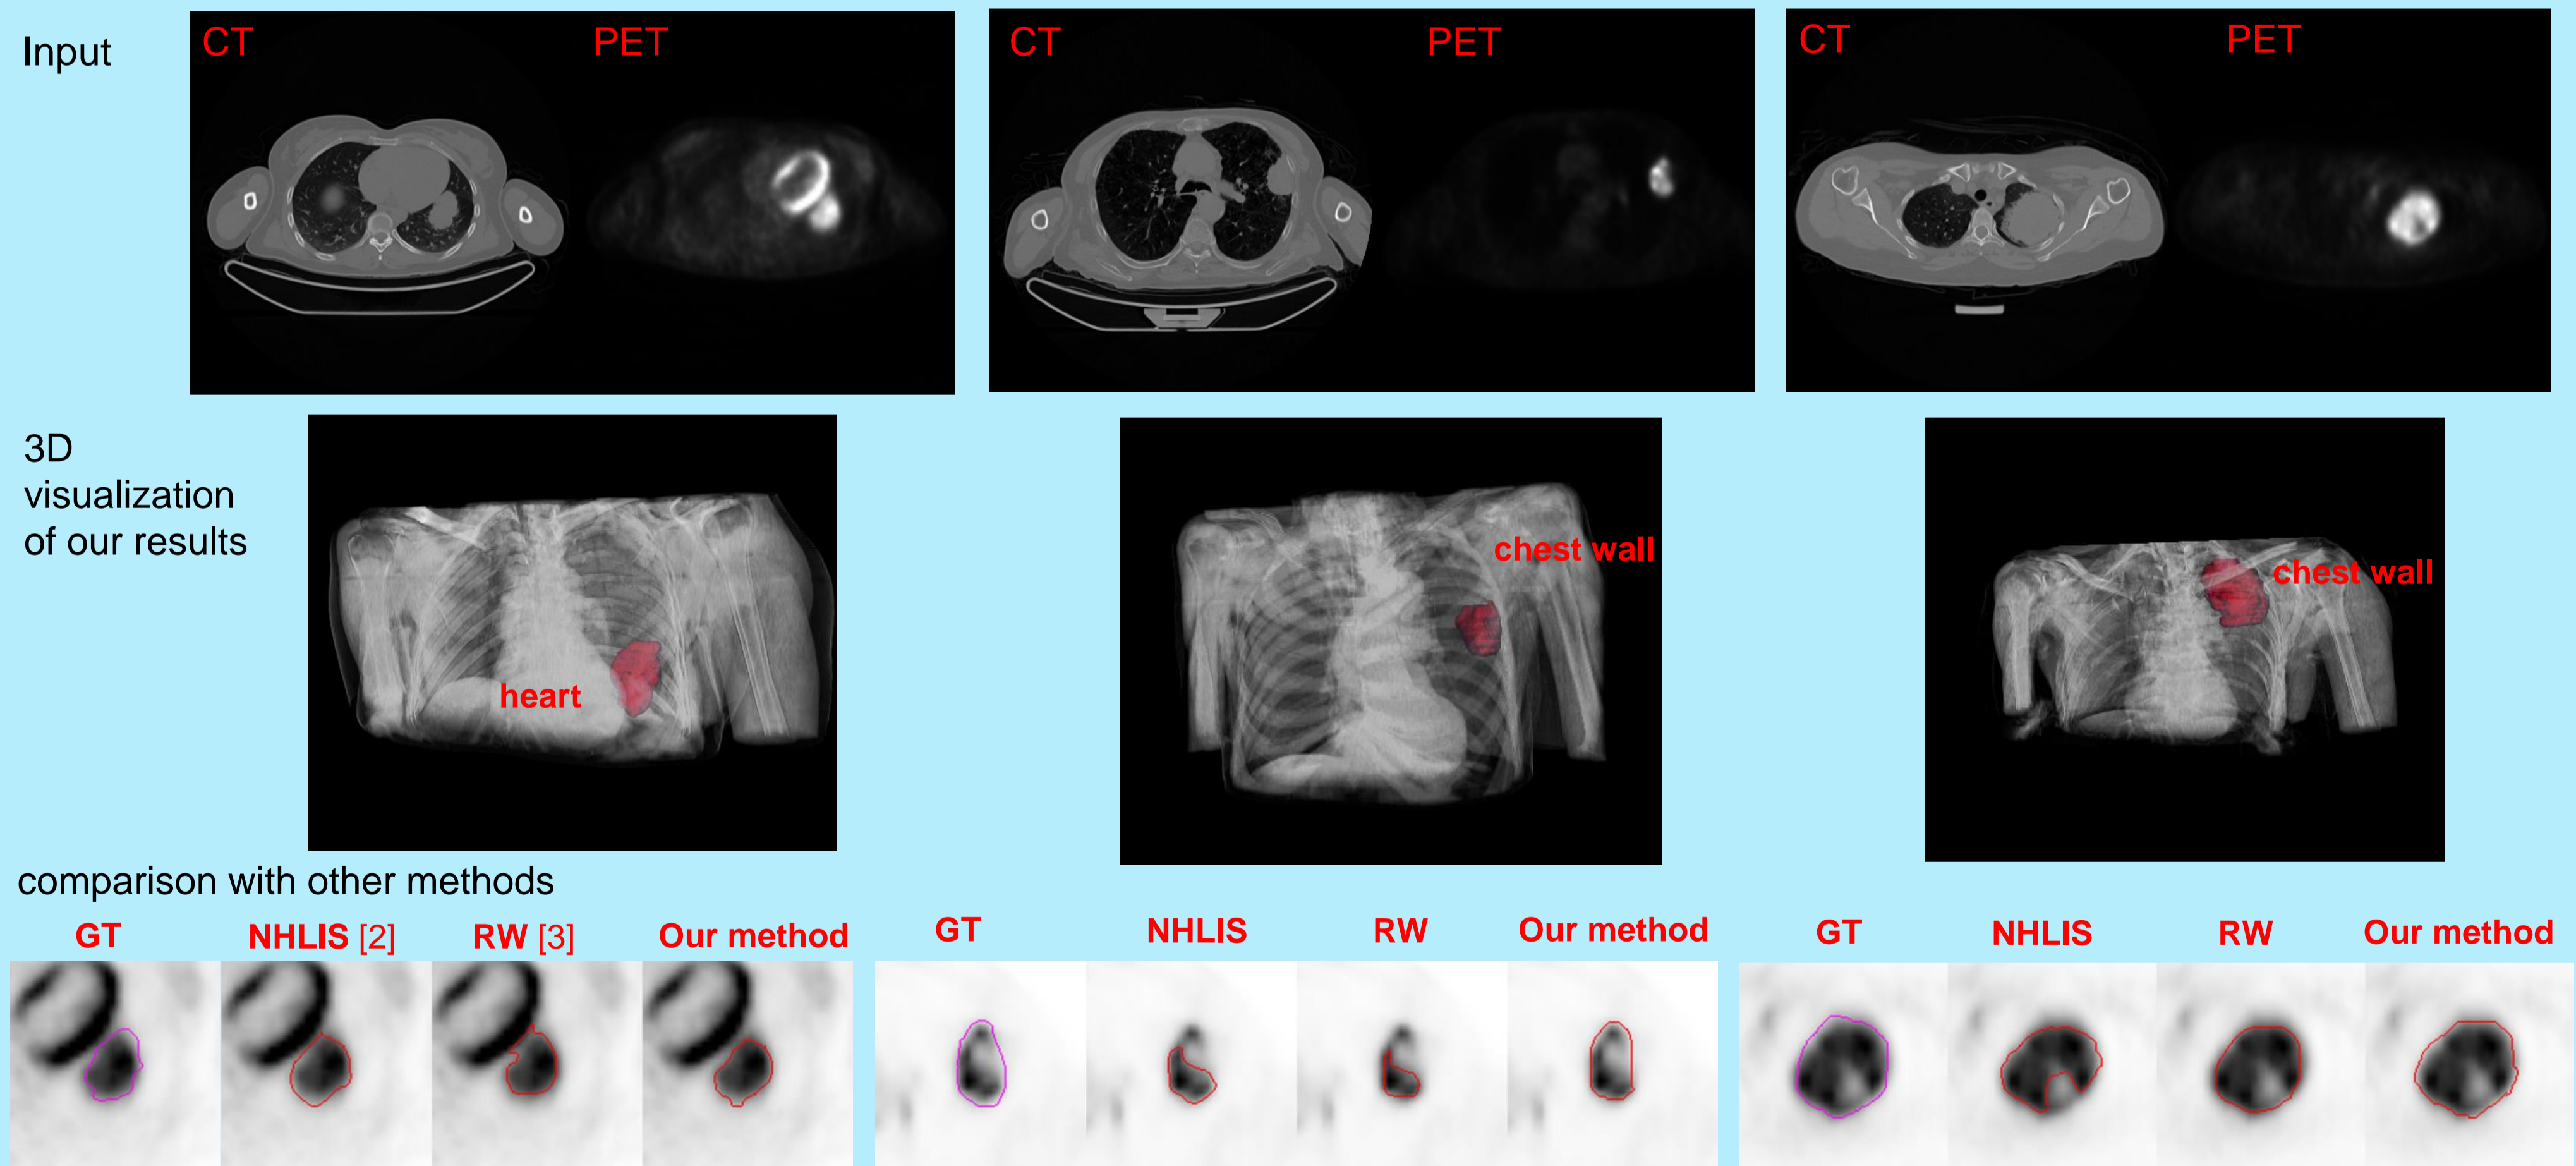 Input
CT
PET
CT
PET
CT
PET
3D
visualization
of our results
heart
chest wall
chest wall
comparison with other methods
GT
NHLIS [2]
RW [3]
Our method
GT
NHLIS
RW
Our method
GT
NHLIS
RW
Our method